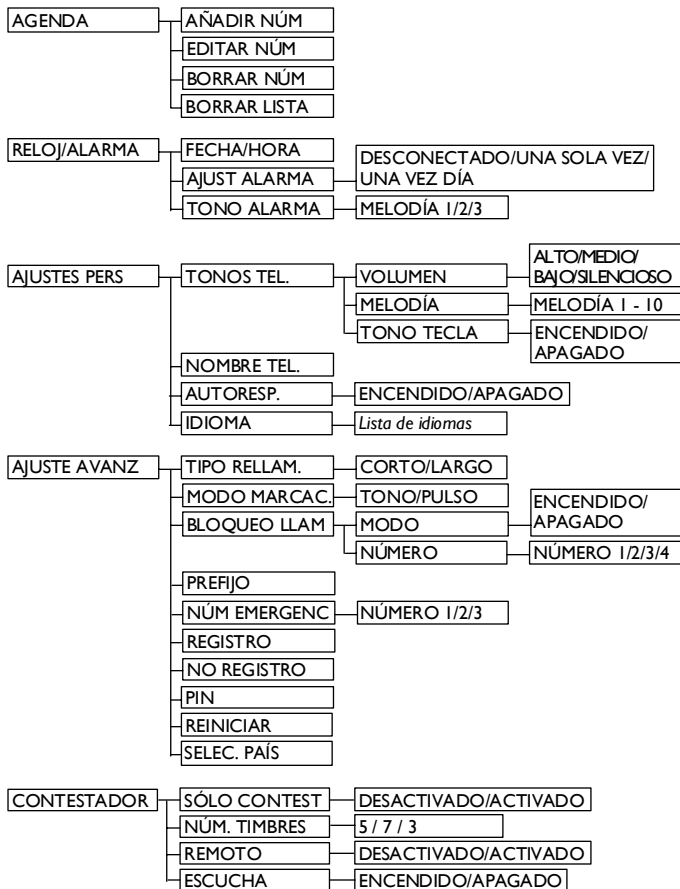 AGENDA
AÑADIR NÚM
EDITAR NÚM
BORRAR NÚM
BORRAR LISTA
RELOJ/ALARMA
FECHA/HORA
AJUST ALARMA
DESCONECTADO/UNA SOLA VEZ/
UNA VEZ DÍA
TONO ALARMA
MELODÍA 1/2/3
AJUSTES PERS
TONOS TEL.
VOLUMEN
ALTO/MEDIO/
BAJO/SILENCIOSO
MELODÍA
MELODÍA 1 - 10
TONO TECLA
ENCENDIDO/
APAGADO
NOMBRE TEL.
AUTORESP.
ENCENDIDO/APAGADO
IDIOMA
Lista de idiomas
AJUSTE AVANZ
TIPO RELLAM.
CORTO/LARGO
MODO MARCAC.
TONO/PULSO
BLOQUEO LLAM
MODO
ENCENDIDO/
APAGADO
NÚMERO
NÚMERO 1/2/3/4
PREFIJO
NÚM EMERGENC
NÚMERO 1/2/3
REGISTRO
NO REGISTRO
PIN
REINICIAR
SELEC. PAÍS
CONTESTADOR
SÓLO CONTEST
DESACTIVADO/ACTIVADO
NÚM. TIMBRES
5 / 7 / 3
REMOTO
DESACTIVADO/ACTIVADO
ESCUCHA
ENCENDIDO/APAGADO